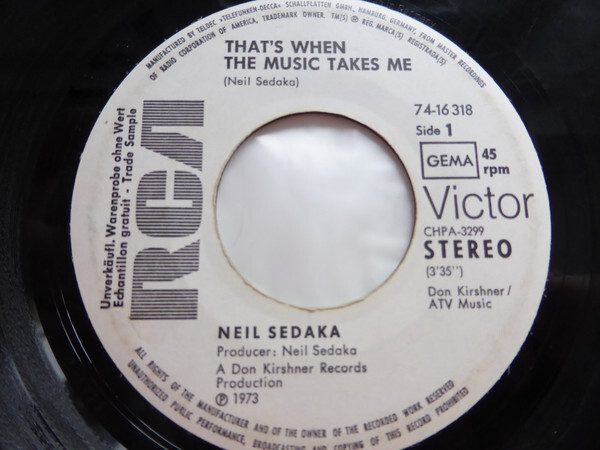 MANUFACTURED BY TELDEC »TELEFUNKEN-DECCA« SCHALLPLATTEN GMBH, HAMBURG, GERMANY, FROM MASTER RECORDINGS
OF RADIO CORPORATION OF AMERICA, TRADEMARK OWNER. TM(S) ® REG. MARCA(S) REGISTRADA(S)
THAT'S WHEN
THE MUSIC TAKES ME
(Neil Sedaka)
RCA
Unverkäufl. Warenprobe ohne Wert
Echantillon gratuit - Trade Sample
74-16 318
Side 1
GEMA
45
rpm
Victor
CHPA-3299
STEREO
(3'35'')
Don Kirshner/
ATV Music
NEIL SEDAKA
Producer: Neil Sedaka
A Don Kirshner Records
Production
Ⓟ 1973
ALL RIGHTS OF THE MANUFACTURER AND OF THE OWNER OF THE RECORDED WORK RESERVED
UNAUTHORIZED PUBLIC PERFORMANCE, BROADCASTING AND COPYING OF THIS RECORD PROHIBITED